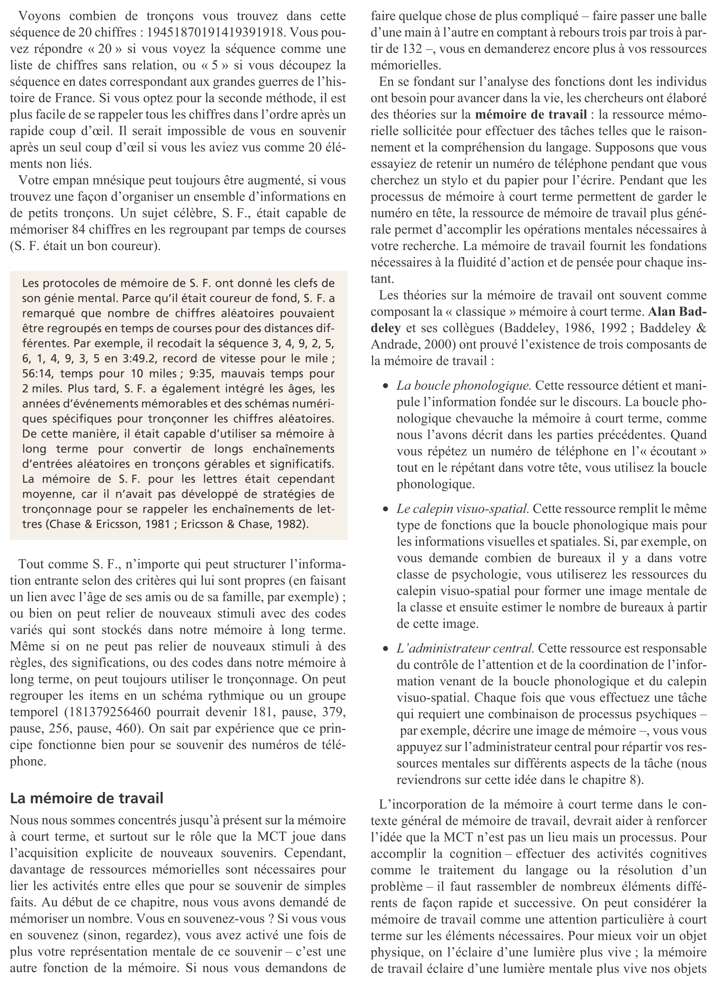 Voyons combien de tronçons vous trouvez dans cette
séquence de 20 chiffres : 19451870191419391918. Vous pou-
vez répondre « 20 » si vous voyez la séquence comme une
liste de chiffres sans relation, ou « 5 » si vous découpez la
séquence en dates correspondant aux grandes guerres de l’his-
toire de France. Si vous optez pour la seconde méthode, il est
plus facile de se rappeler tous les chiffres dans l’ordre après un
rapide coup d’œil. Il serait impossible de vous en souvenir
après un seul coup d’œil si vous les aviez vus comme 20 élé-
ments non liés.
Votre empan mnésique peut toujours être augmenté, si vous
trouvez une façon d’organiser un ensemble d’informations en
de petits tronçons. Un sujet célèbre, S. F., était capable de
mémoriser 84 chiffres en les regroupant par temps de courses
(S. F. était un bon coureur).
Les protocoles de mémoire de S. F. ont donné les clefs de
son génie mental. Parce qu’il était coureur de fond, S. F. a
remarqué que nombre de chiffres aléatoires pouvaient
être regroupés en temps de courses pour des distances dif-
férentes. Par exemple, il recodait la séquence 3, 4, 9, 2, 5,
6, 1, 4, 9, 3, 5 en 3:49.2, record de vitesse pour le mile ;
56:14, temps pour 10 miles ; 9:35, mauvais temps pour
2 miles. Plus tard, S. F. a également intégré les âges, les
années d’événements mémorables et des schémas numéri-
ques spécifiques pour tronçonner les chiffres aléatoires.
De cette manière, il était capable d’utiliser sa mémoire à
long terme pour convertir de longs enchaînements
d’entrées aléatoires en tronçons gérables et significatifs.
La mémoire de S. F. pour les lettres était cependant
moyenne, car il n’avait pas développé de stratégies de
tronçonnage pour se rappeler les enchaînements de let-
tres (Chase & Ericsson, 1981 ; Ericsson & Chase, 1982).
Tout comme S. F., n’importe qui peut structurer l’informa-
tion entrante selon des critères qui lui sont propres (en faisant
un lien avec l’âge de ses amis ou de sa famille, par exemple) ;
ou bien on peut relier de nouveaux stimuli avec des codes
variés qui sont stockés dans notre mémoire à long terme.
Même si on ne peut pas relier de nouveaux stimuli à des
règles, des significations, ou des codes dans notre mémoire à
long terme, on peut toujours utiliser le tronçonnage. On peut
regrouper les items en un schéma rythmique ou un groupe
temporel (181379256460 pourrait devenir 181, pause, 379,
pause, 256, pause, 460). On sait par expérience que ce prin-
cipe fonctionne bien pour se souvenir des numéros de télé-
phone.
La mémoire de travail
Nous nous sommes concentrés jusqu’à présent sur la mémoire
à court terme, et surtout sur le rôle que la MCT joue dans
l’acquisition explicite de nouveaux souvenirs. Cependant,
davantage de ressources mémorielles sont nécessaires pour
lier les activités entre elles que pour se souvenir de simples
faits. Au début de ce chapitre, nous vous avons demandé de
mémoriser un nombre. Vous en souvenez-vous ? Si vous vous
en souvenez (sinon, regardez), vous avez activé une fois de
plus votre représentation mentale de ce souvenir – c’est une
autre fonction de la mémoire. Si nous vous demandons de
faire quelque chose de plus compliqué – faire passer une balle
d’une main à l’autre en comptant à rebours trois par trois à par-
tir de 132 –, vous en demanderez encore plus à vos ressources
mémorielles.
En se fondant sur l’analyse des fonctions dont les individus
ont besoin pour avancer dans la vie, les chercheurs ont élaboré
des théories sur la mémoire de travail : la ressource mémo-
rielle sollicitée pour effectuer des tâches telles que le raison-
nement et la compréhension du langage. Supposons que vous
essayiez de retenir un numéro de téléphone pendant que vous
cherchez un stylo et du papier pour l’écrire. Pendant que les
processus de mémoire à court terme permettent de garder le
numéro en tête, la ressource de mémoire de travail plus géné-
rale permet d’accomplir les opérations mentales nécessaires à
votre recherche. La mémoire de travail fournit les fondations
nécessaires à la fluidité d’action et de pensée pour chaque ins-
tant.
Les théories sur la mémoire de travail ont souvent comme
composant la « classique » mémoire à court terme. Alan Bad-
deley et ses collègues (Baddeley, 1986, 1992 ; Baddeley &
Andrade, 2000) ont prouvé l’existence de trois composants de
la mémoire de travail :
• La boucle phonologique. Cette ressource détient et mani-
pule l’information fondée sur le discours. La boucle pho-
nologique chevauche la mémoire à court terme, comme
nous l’avons décrit dans les parties précédentes. Quand
vous répétez un numéro de téléphone en l’« écoutant »
tout en le répétant dans votre tête, vous utilisez la boucle
phonologique.
• Le calepin visuo-spatial. Cette ressource remplit le même
type de fonctions que la boucle phonologique mais pour
les informations visuelles et spatiales. Si, par exemple, on
vous demande combien de bureaux il y a dans votre
classe de psychologie, vous utiliserez les ressources du
calepin visuo-spatial pour former une image mentale de
la classe et ensuite estimer le nombre de bureaux à partir
de cette image.
• L’administrateur central. Cette ressource est responsable
du contrôle de l’attention et de la coordination de l’infor-
mation venant de la boucle phonologique et du calepin
visuo-spatial. Chaque fois que vous effectuez une tâche
qui requiert une combinaison de processus psychiques –
par exemple, décrire une image de mémoire –, vous vous
appuyez sur l’administrateur central pour répartir vos res-
sources mentales sur différents aspects de la tâche (nous
reviendrons sur cette idée dans le chapitre 8).
L’incorporation de la mémoire à court terme dans le con-
texte général de mémoire de travail, devrait aider à renforcer
l’idée que la MCT n’est pas un lieu mais un processus. Pour
accomplir la cognition – effectuer des activités cognitives
comme le traitement du langage ou la résolution d’un
problème – il faut rassembler de nombreux éléments diffé-
rents de façon rapide et successive. On peut considérer la
mémoire de travail comme une attention particulière à court
terme sur les éléments nécessaires. Pour mieux voir un objet
physique, on l’éclaire d’une lumière plus vive ; la mémoire
de travail éclaire d’une lumière mentale plus vive nos objets